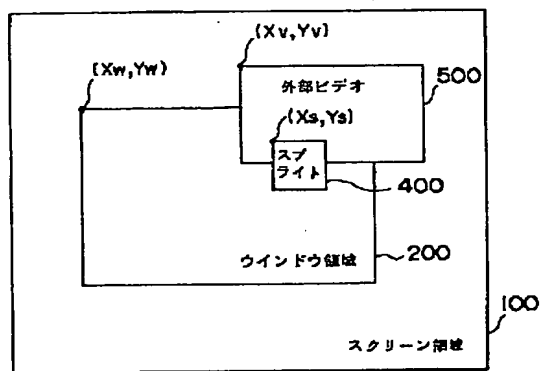 (Xv,Yv)
(Xw,Yw)
外部ビデオ
500
(Xs,Ys)
スプ
ライト
400
ウインドウ領域
200
100
スクリーン領域